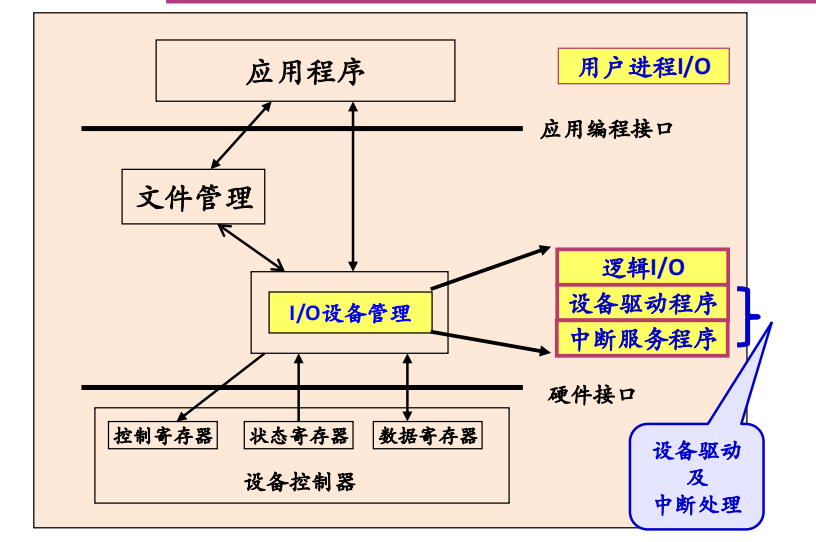 应用程序
用户进程I/O
应用编程接口
文件管理
逻辑I/O
I/O设备管理
设备驱动程序
中断服务程序
硬件接口
控制寄存器
状态寄存器
数据寄存器
设备控制器
设备驱动
及
中断处理